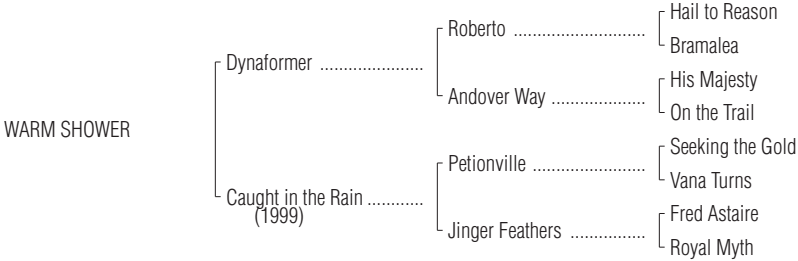 Hail to Reason
Roberto ............................
Bramalea
Dynaformer ......................
His Majesty
Andover Way ....................
On the Trail
WARM SHOWER
Seeking the Gold
Petionville ........................
Vana Turns
Caught in the Rain ............
(1999)
Fred Astaire
Jinger Feathers ................
Royal Myth